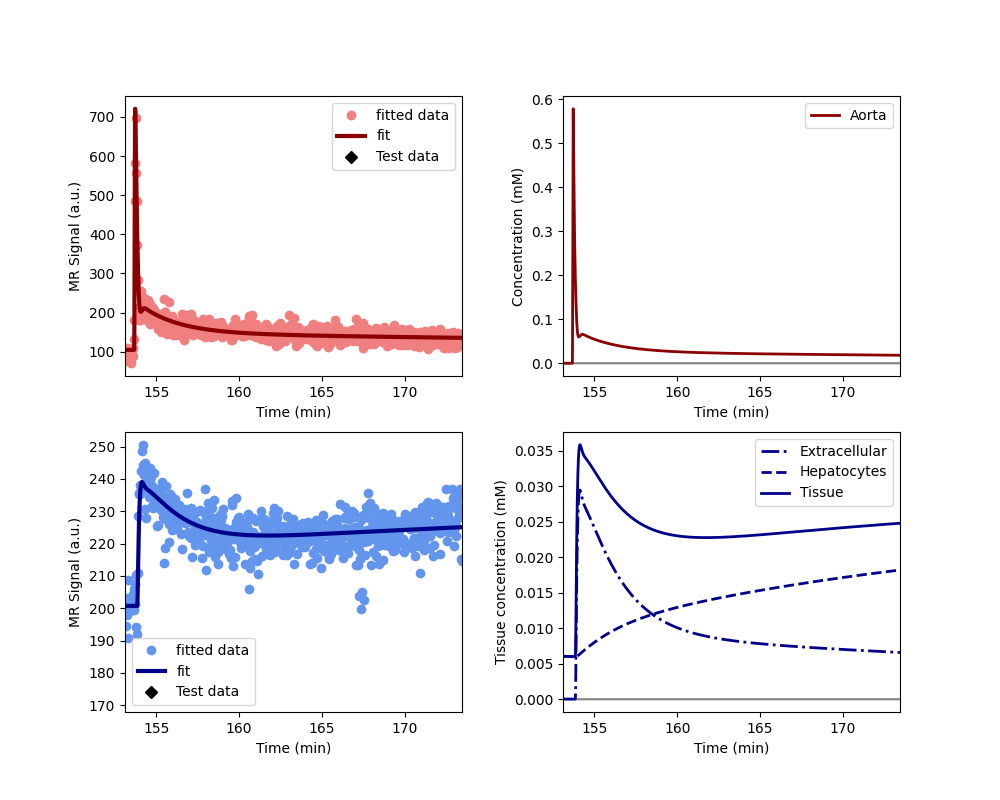 700
600
500
400
300
200
100
MR Signal (a.u.)
fitted data
fit
Test data
155
160
165
170
Time (min)
0.6
0.5
0.4
0.3
0.2
0.1
0.0
Concentration (mM)
Aorta
155
160
165
170
Time (min)
250
240
230
220
210
200
190
180
170
MR Signal (a.u.)
fitted data
fit
Test data
155
160
165
170
Time (min)
0.035
0.030
0.025
0.020
0.015
0.010
0.005
0.000
Tissue concentration (mM)
Extracellular
Hepatocytes
Tissue
155
160
165
170
Time (min)